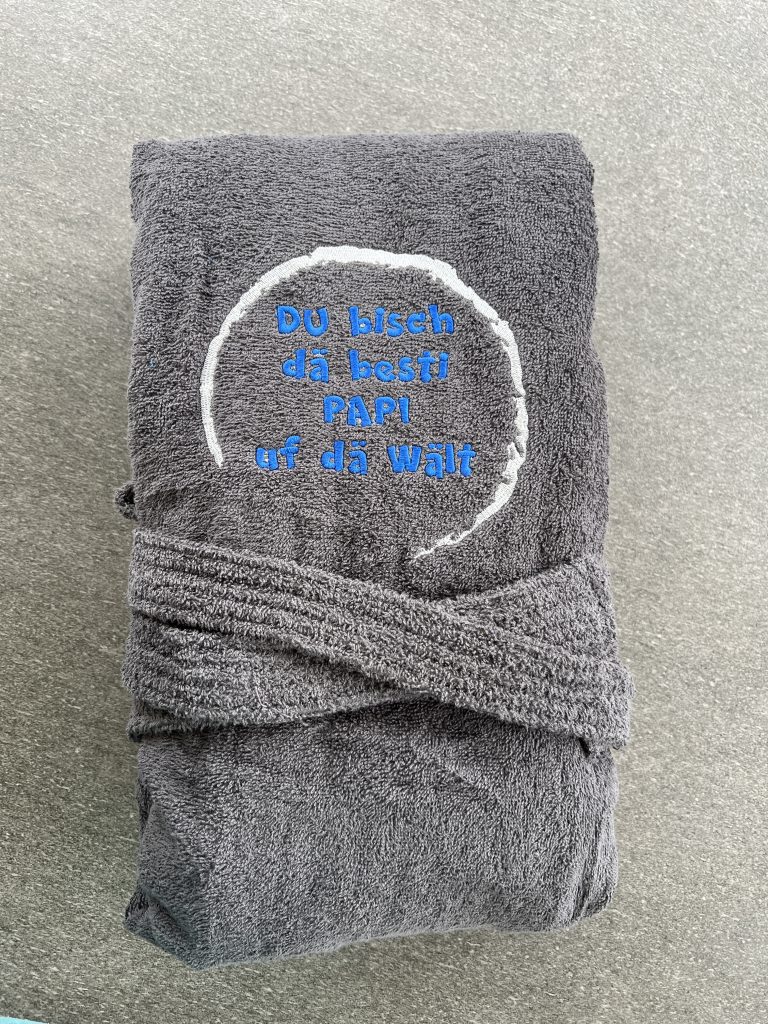 DU bisch
dä besti
PAPI
uf dä Wält